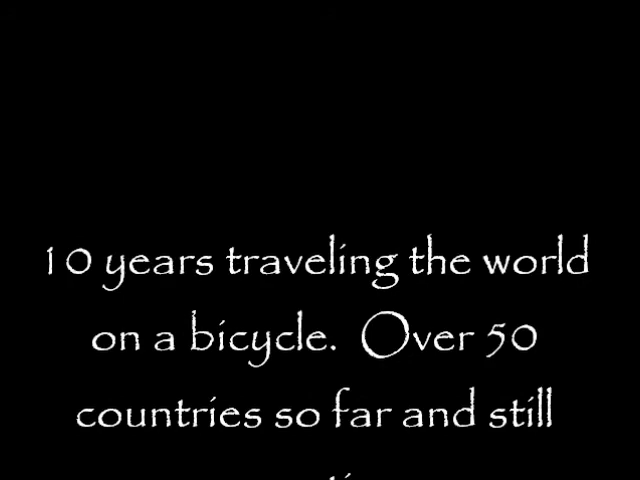 10 years traveling the world
on a bicycle. Over 50
countries so far and still